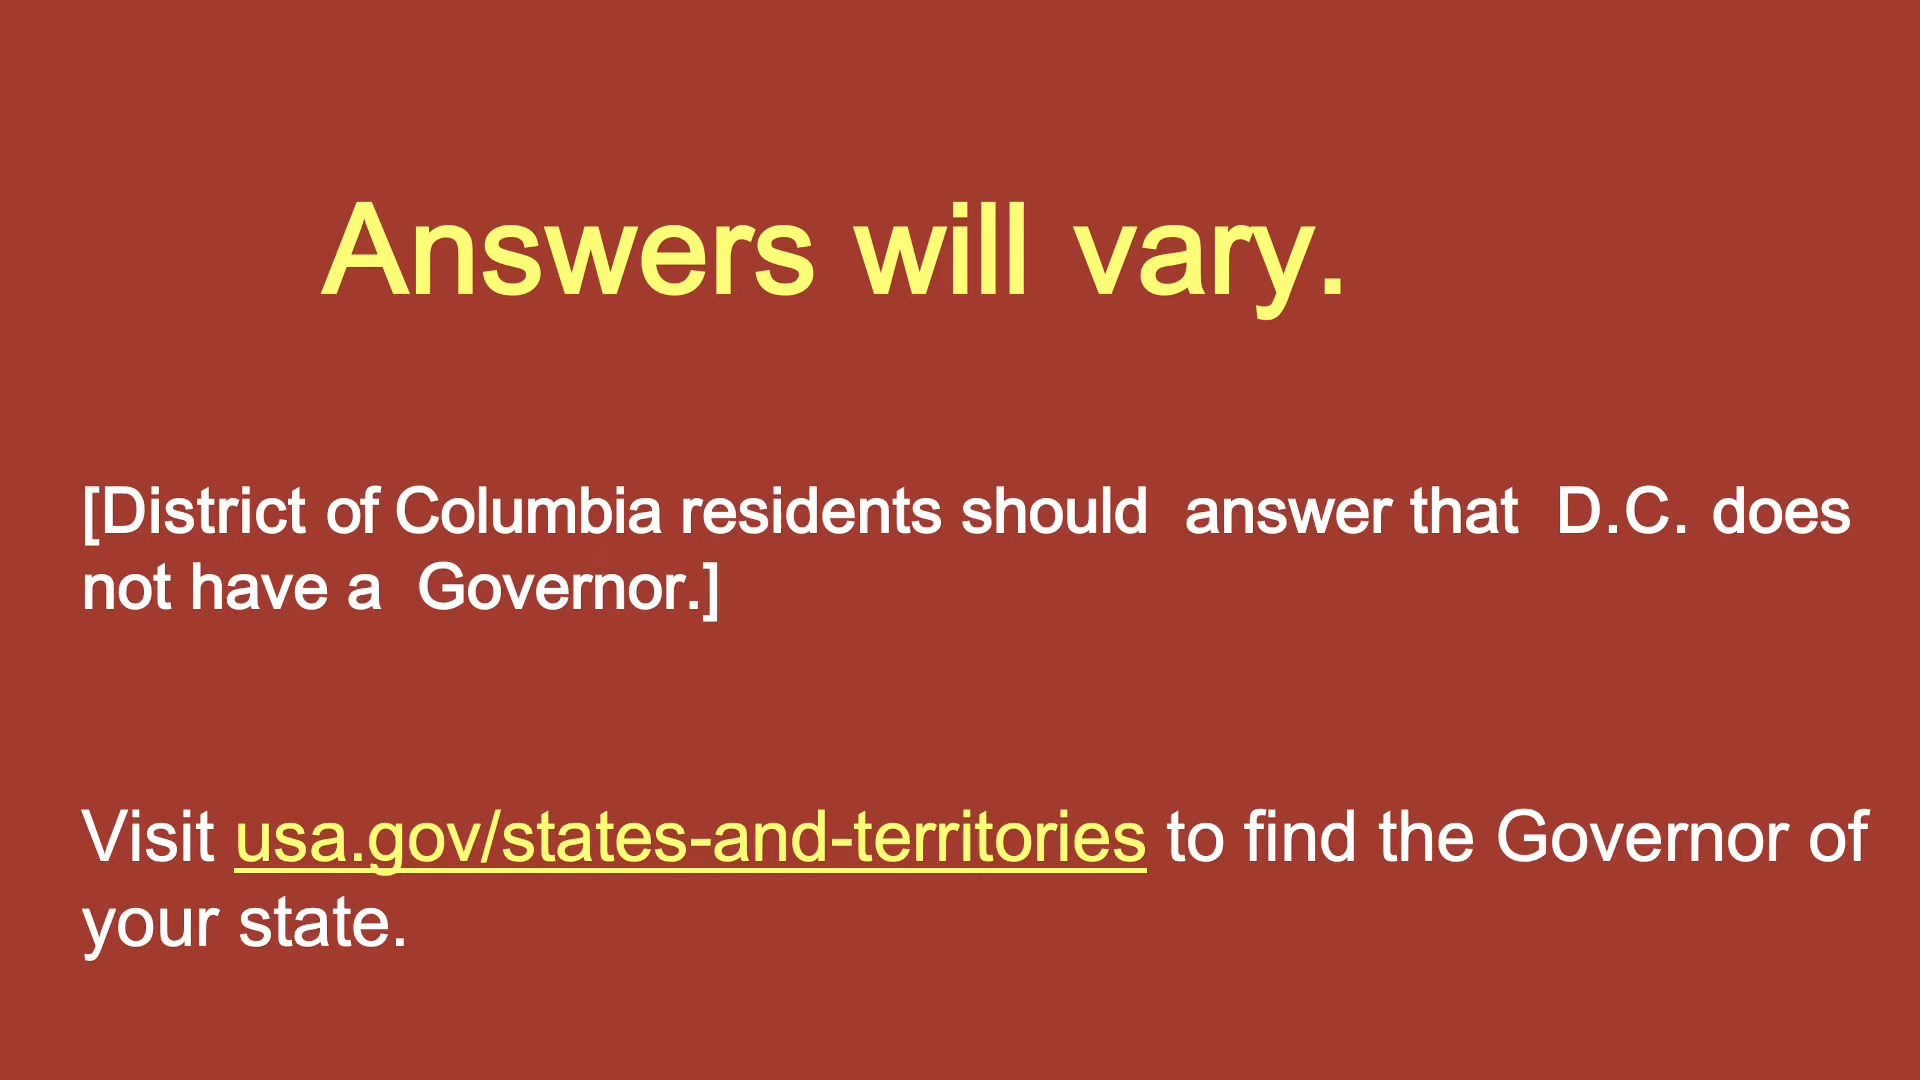 Answers will vary.
[District of Columbia residents should  answer that  D.C. does
not have a  Governor.]
Visit usa.gov/states-and-territories to find the Governor of
your state.